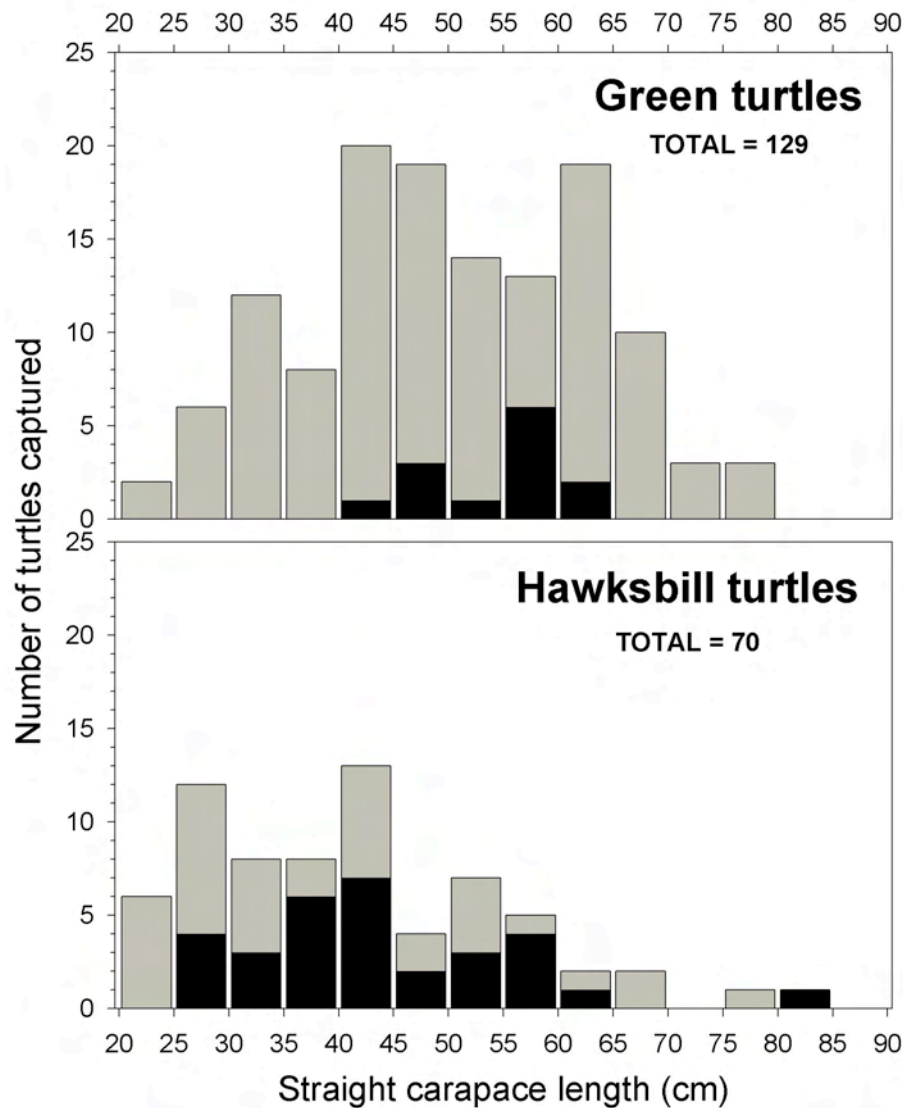 20 25 30 35 40 45 50 55 60 65 70 75 80 85 90
25
Green turtles
TOTAL = 129
20
15
10
5
0
25
Hawksbill turtles
TOTAL = 70
20
15
10
5
0
Number of turtles captured
20 25 30 35 40 45 50 55 60 65 70 75 80 85 90
Straight carapace length (cm)